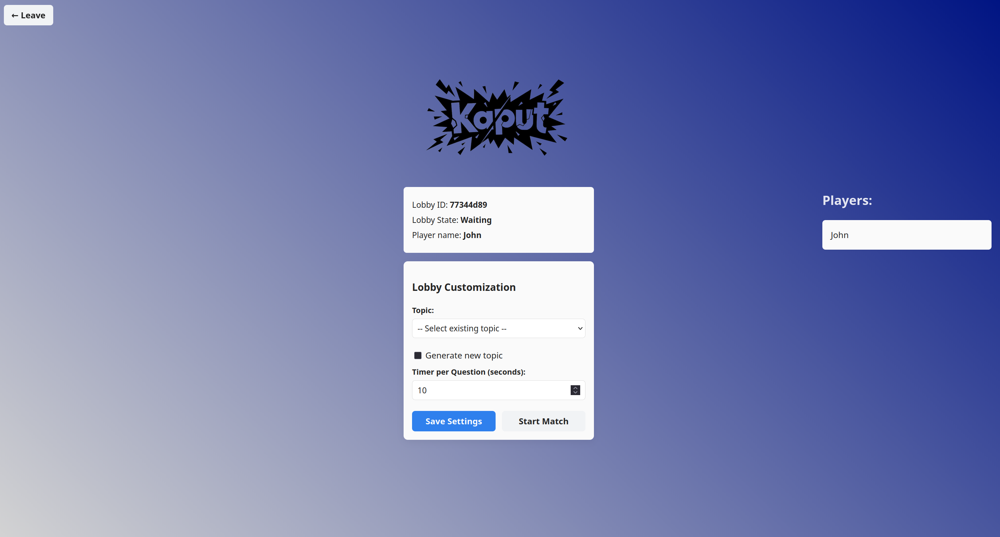 ← Leave
Kaput
Lobby ID: 77344d89
Lobby State: Waiting
Player name: John
Players:
John
Lobby Customization
Topic:
-- Select existing topic --
Generate new topic
Timer per Question (seconds):
10
Save Settings
Start Match